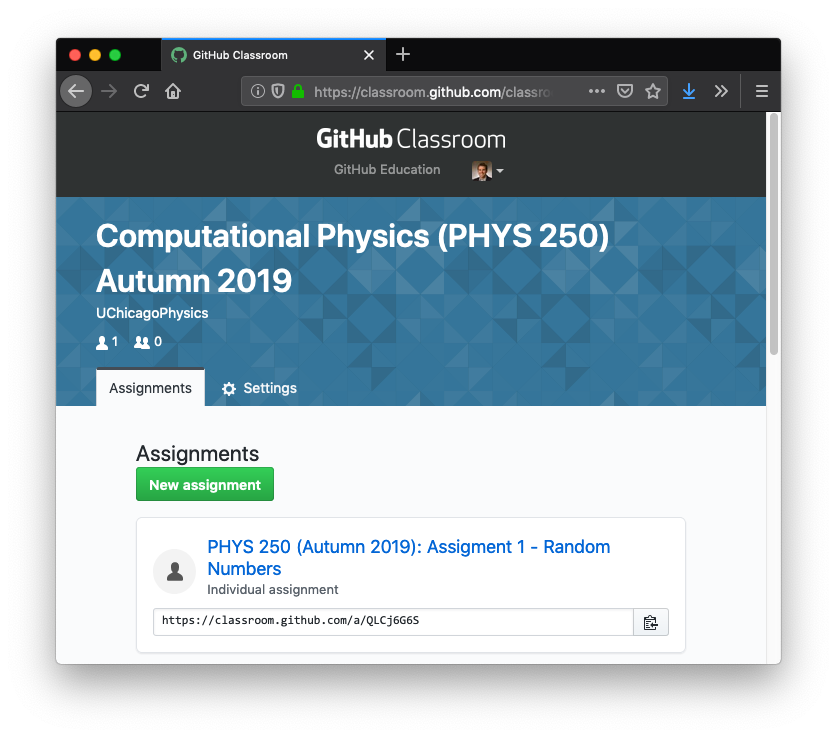 GitHub Classroom
https://classroom.github.com/classro
GitHub Classroom
GitHub Education
Computational Physics (PHYS 250)
Autumn 2019
UChicagoPhysics
1 0
Assignments Settings
Assignments
New assignment
PHYS 250 (Autumn 2019): Assigment 1 - Random
Numbers
Individual assignment
https://classroom.github.com/a/QLCj6G6S